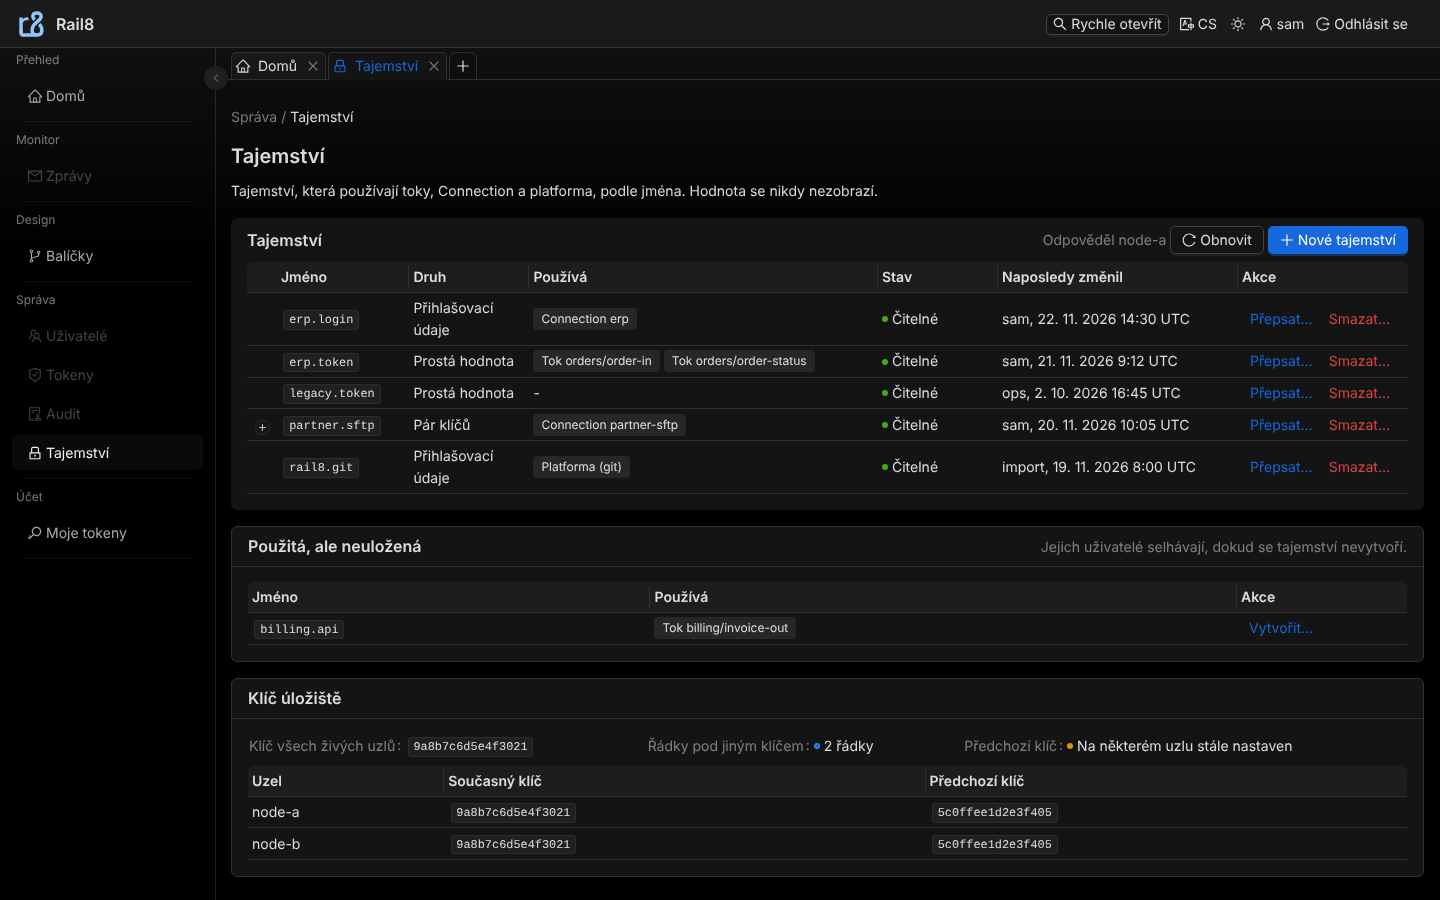 Rail8
Rychle otevřít
CS
sam
Odhlásit se
Přehled
Domů
Monitor
Zprávy
Design
Balíčky
Správa
Uživatelé
Tokeny
Audit
Tajemství
Účet
Moje tokeny
Domů
Tajemství
Správa / Tajemství
Tajemství
Tajemství, která používají toky, Connection a platforma, podle jména. Hodnota se nikdy nezobrazí.
Tajemství
Odpověděl node-a
Obnovit
Nové tajemství
Jméno Druh Používá Stav Naposledy změnil Akce
erp.login Přihlašovací údaje Connection erp Čitelné sam, 22. 11. 2026 14:30 UTC Přepsat... Smazat...
erp.token Prostá hodnota Tok orders/order-in Tok orders/order-status Čitelné sam, 21. 11. 2026 9:12 UTC Přepsat... Smazat...
legacy.token Prostá hodnota - Čitelné ops, 2. 10. 2026 16:45 UTC Přepsat... Smazat...
partner.sftp Pár klíčů Connection partner-sftp Čitelné sam, 20. 11. 2026 10:05 UTC Přepsat... Smazat...
rail8.git Přihlašovací údaje Platforma (git) Čitelné import, 19. 11. 2026 8:00 UTC Přepsat... Smazat...
Použitá, ale neuložená
Jejich uživatelé selhávají, dokud se tajemství nevytvoří.
Jméno Používá Akce
billing.api Tok billing/invoice-out Vytvořit...
Klíč úložiště
Klíč všech živých uzlů: 9a8b7c6d5e4f3021
Řádky pod jiným klíčem: 2 řádky
Předchozí klíč: Na některém uzlu stále nastaven
Uzel Současný klíč Předchozí klíč
node-a 9a8b7c6d5e4f3021 5c0ffee1d2e3f405
node-b 9a8b7c6d5e4f3021 5c0ffee1d2e3f405